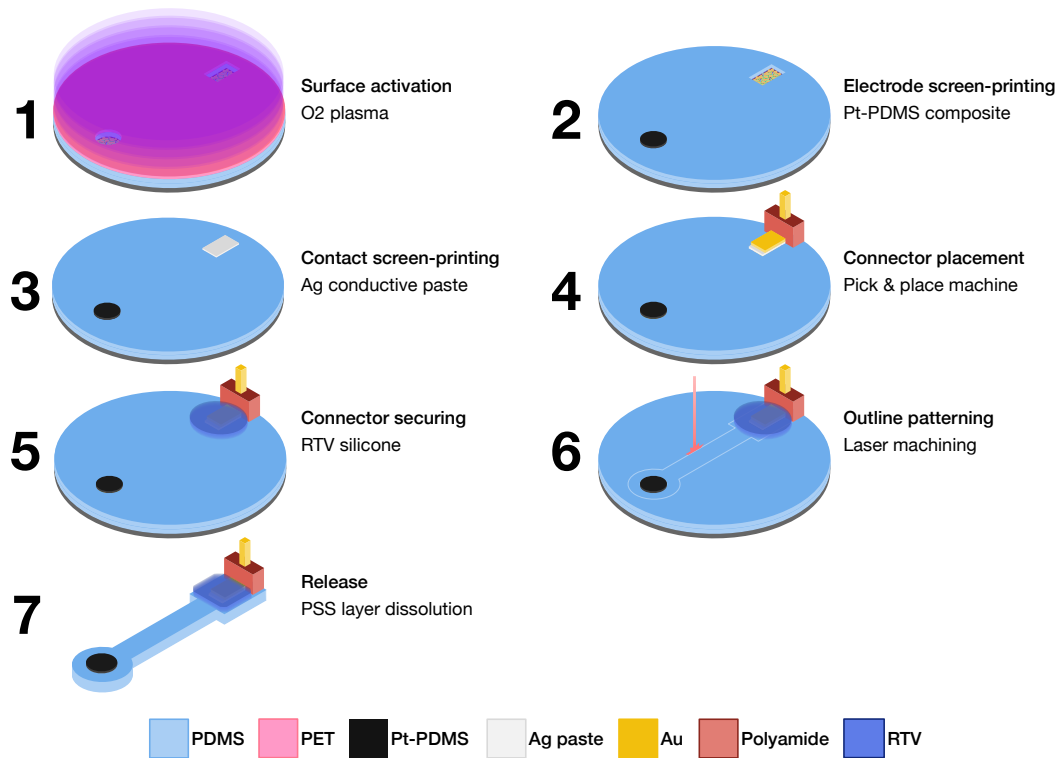 1
Surface activation
O2 plasma
2
Electrode screen-printing
Pt-PDMS composite
3
Contact screen-printing
Ag conductive paste
4
Connector placement
Pick & place machine
5
Connector securing
RTV silicone
6
Outline patterning
Laser machining
7
Release
PSS layer dissolution
PDMS PET Pt-PDMS Ag paste Au Polyamide RTV